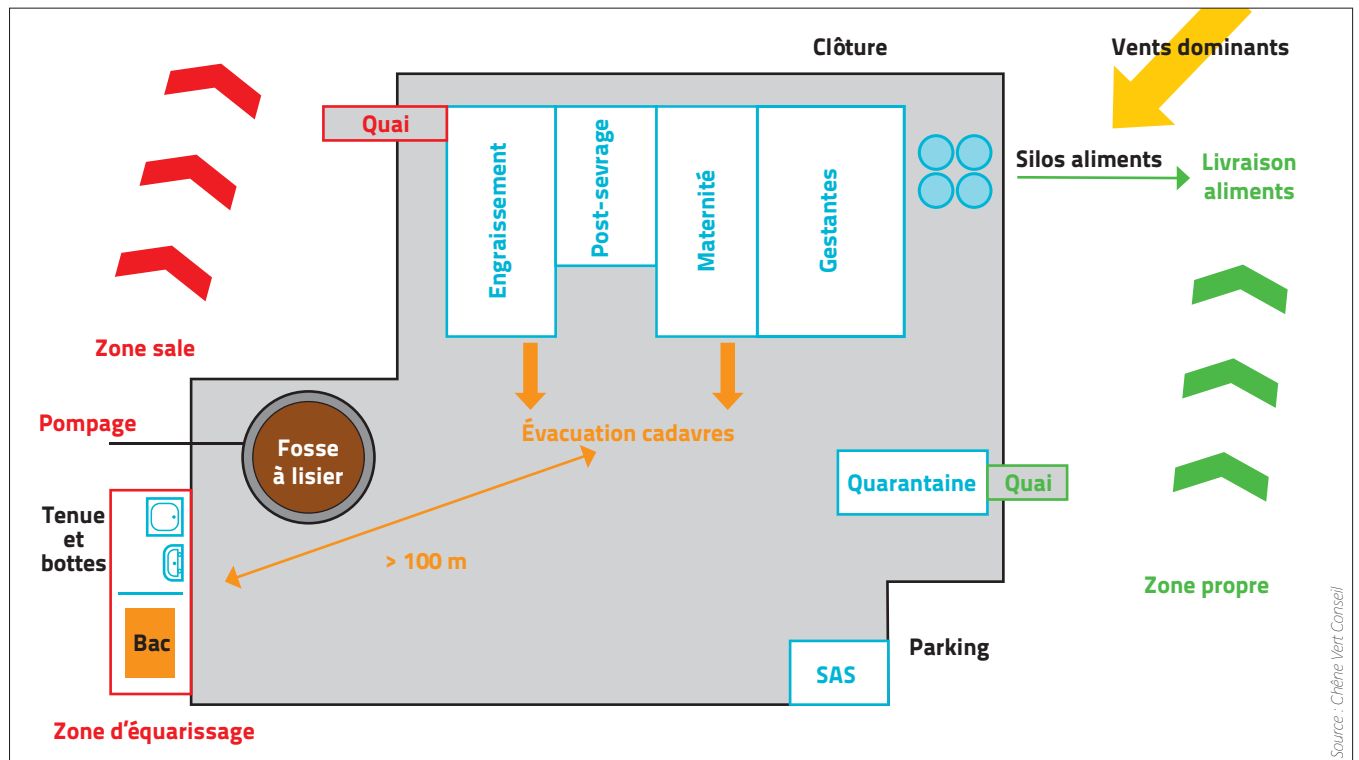 Clôture
Vents dominants
Quai
Engraissement
Post-sevrage
Maternité
Gestantes
Silos aliments
Livraison
aliments
Zone sale
Pompage
Fosse
à lisier
Évacuation cadavres
Quarantaine
Quai
Tenue
et
bottes
> 100 m
Zone propre
Bac
SAS
Parking
Zone d'équarissage
Source : Chêne Vert Conseil